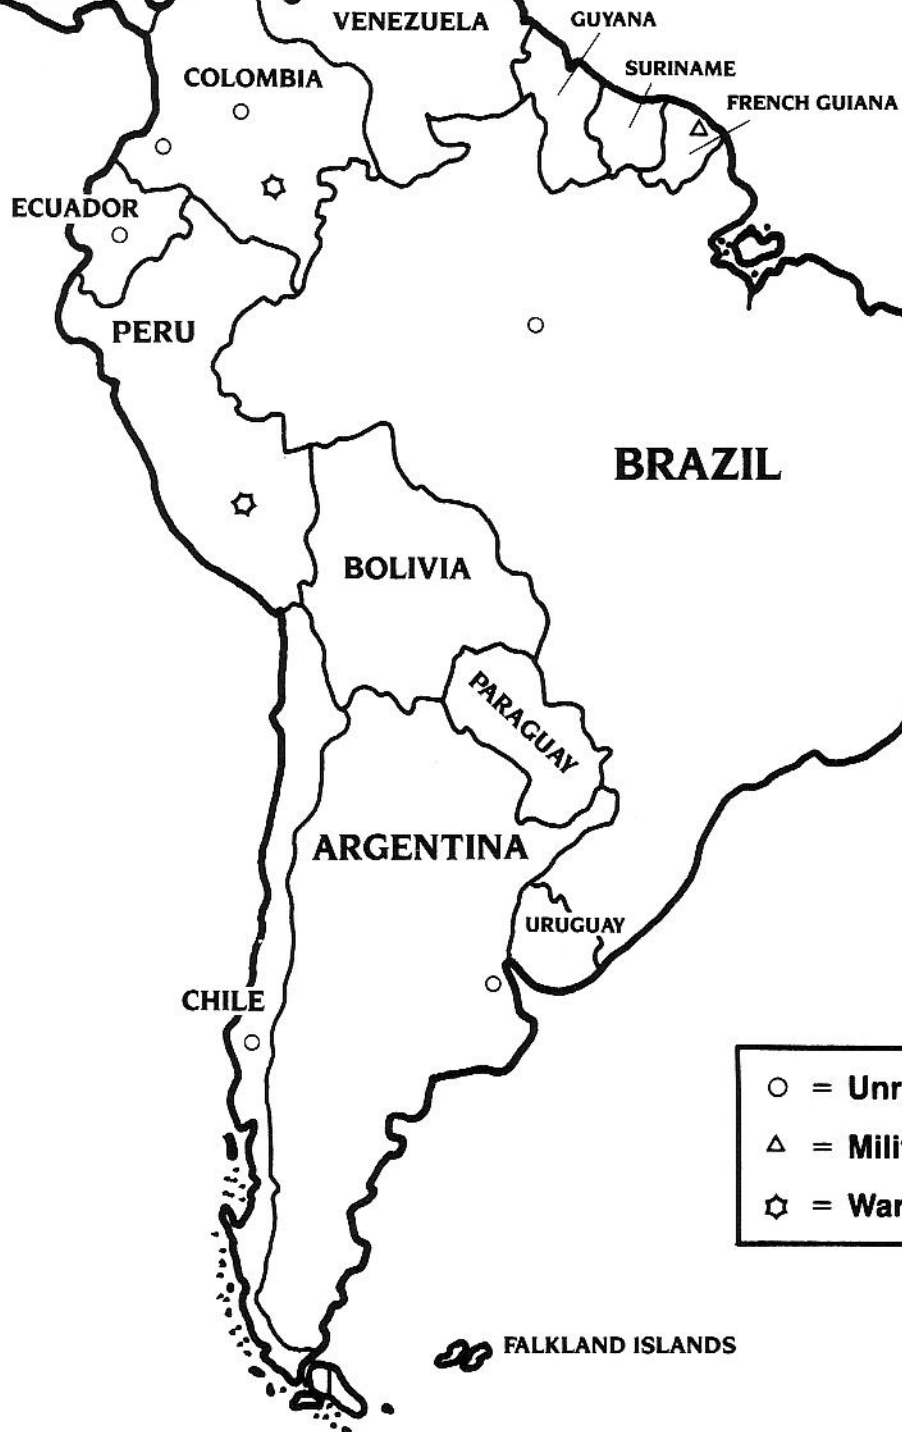 VENEZUELA
GUYANA
COLOMBIA
SURINAME
FRENCH GUIANA
ECUADOR
PERU
BRAZIL
BOLIVIA
PARAGUAY
ARGENTINA
URUGUAY
CHILE
= Unr
= Mili
= War
FALKLAND ISLANDS